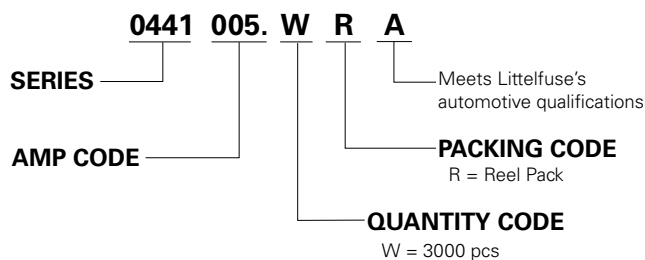 0441 005. W R A
SERIES
Meets Littelfuse's
automotive qualifications
AMP CODE
PACKING CODE
R = Reel Pack
QUANTITY CODE
W = 3000 pcs